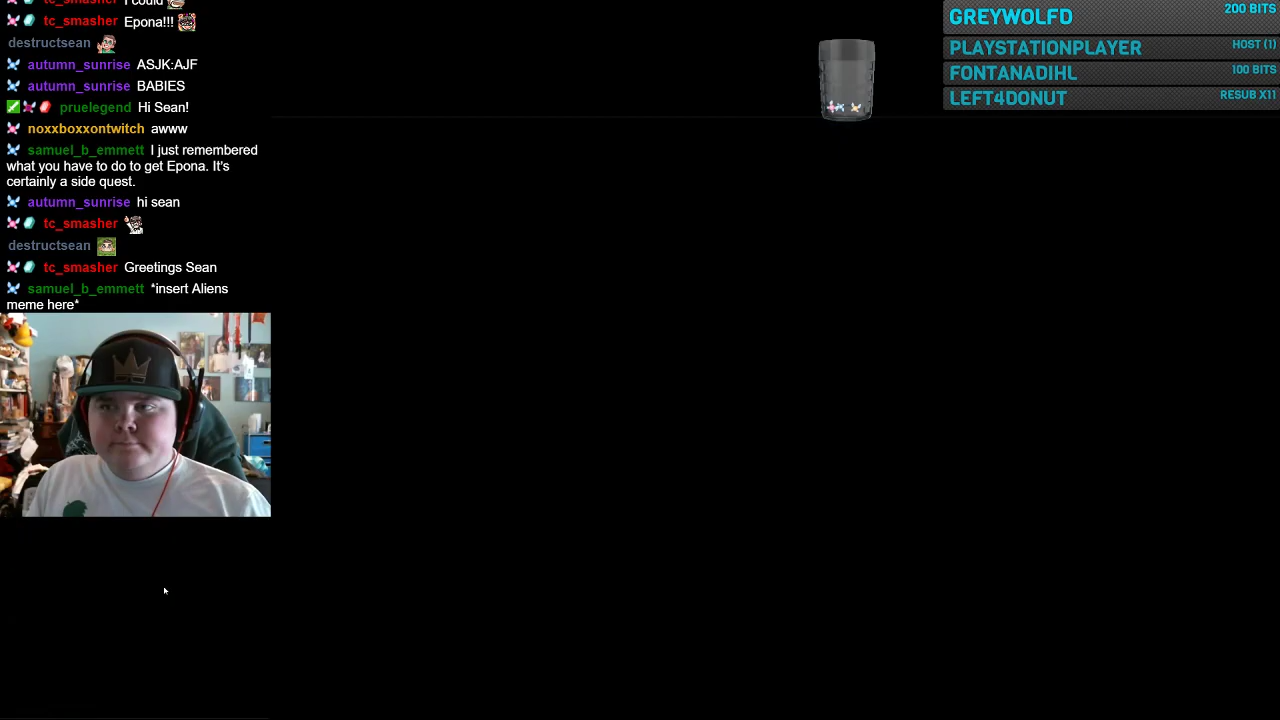 tc_smasher I could
tc_smasher Epona!!!
destructsean
autumn_sunrise ASJK:AJF
autumn_sunrise BABIES
pruelegend Hi Sean!
noxxboxxontwitch awww
samuel_b_emmett I just remembered
what you have to do to get Epona. It's
certainly a side quest.
autumn_sunrise hi sean
tc_smasher
destructsean
tc_smasher Greetings Sean
samuel_b_emmett *insert Aliens
meme here*
GREYWOLFD 200 BITS
PLAYSTATIONPLAYER HOST (1)
FONTANADIHL 100 BITS
LEFT4DONUT RESUB X11